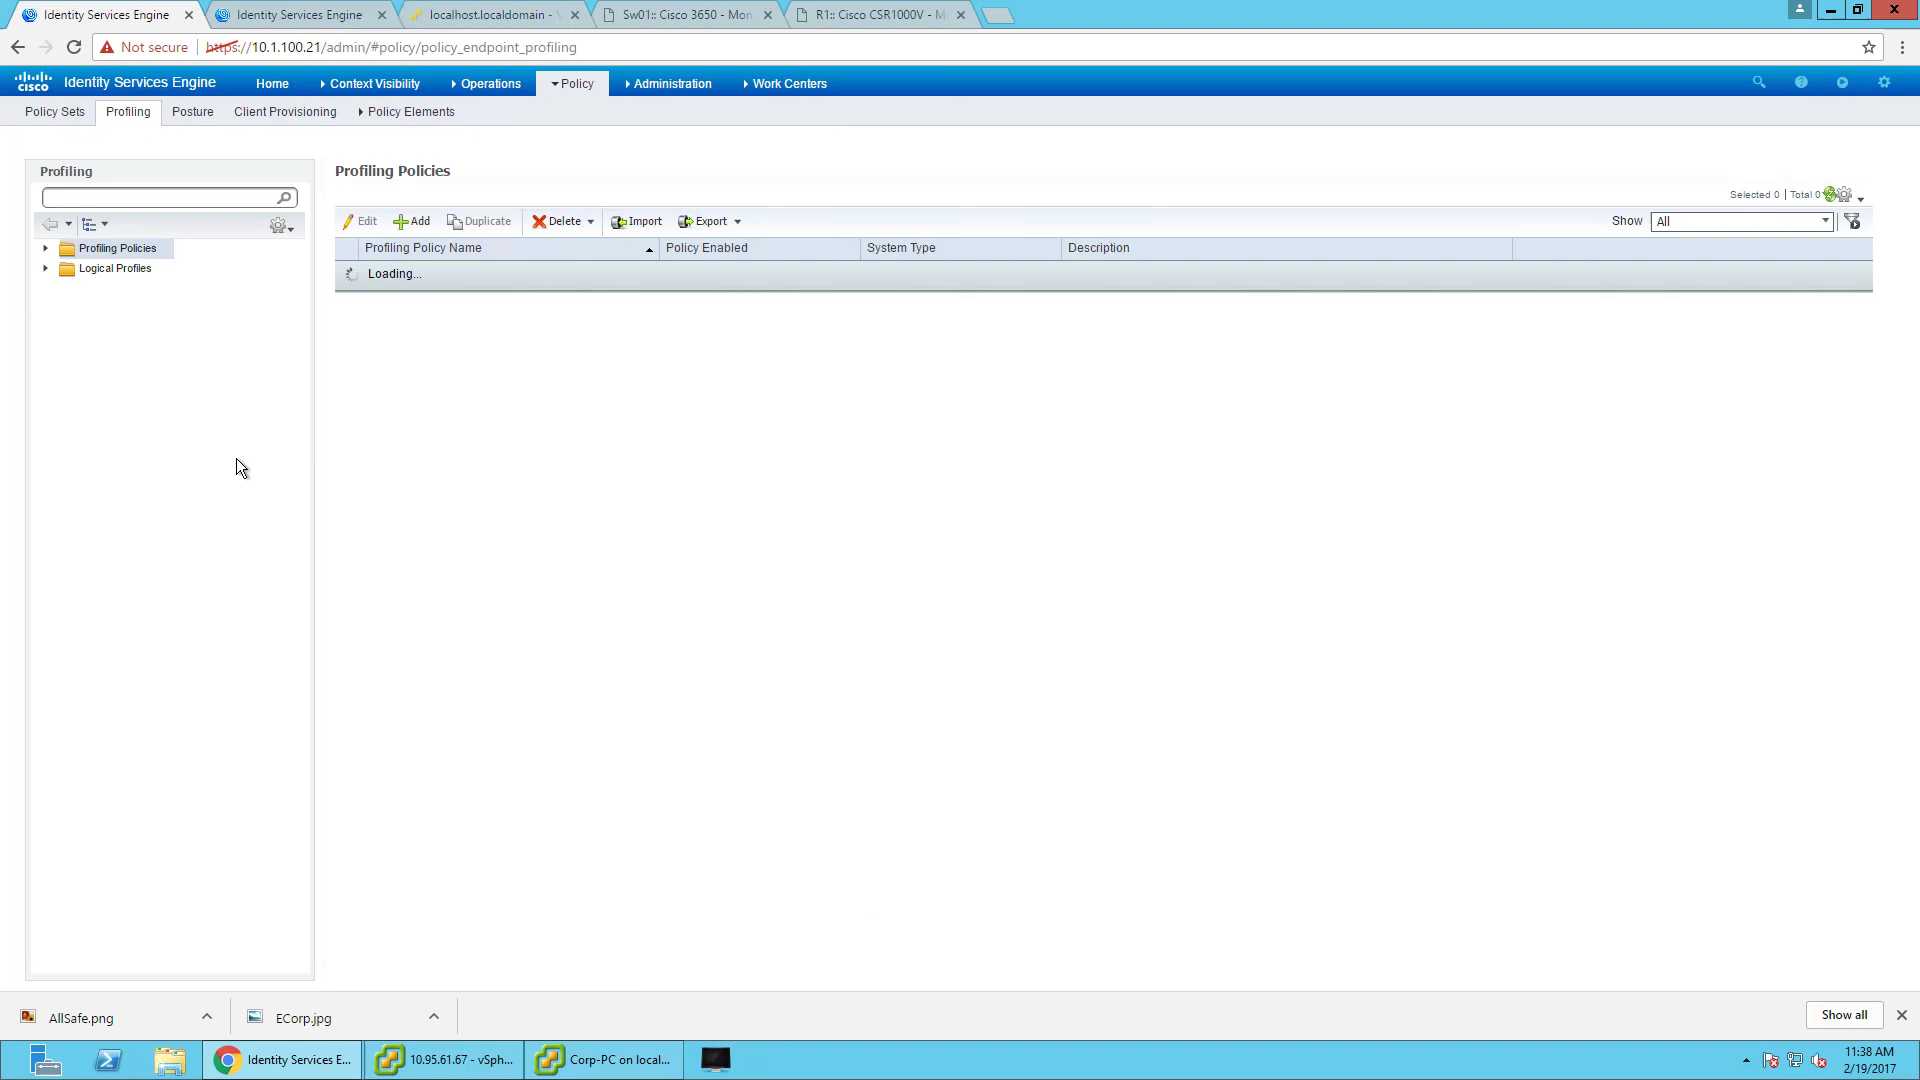 Identity Services Engine
Identity Services Engine
localhost.localdomain -
Sw01:: Cisco 3650 - Mon
R1:: Cisco CSR1000V - M
Not secure
https://10.1.100.21/admin/#policy/policy_endpoint_profiling
CISCO
Identity Services Engine
Home
Context Visibility
Operations
Policy
Administration
Work Centers
Policy Sets
Profiling
Posture
Client Provisioning
Policy Elements
Profiling
Profiling Policies
Logical Profiles
Profiling Policies
Selected 0 | Total 0
Edit
Add
Duplicate
Delete
Import
Export
Show
All
Profiling Policy Name
Policy Enabled
System Type
Description
Loading...
AllSafe.png
ECorp.jpg
Show all
Identity Services E...
10.95.61.67 - vSph...
Corp-PC on local...
11:38 AM
2/19/2017